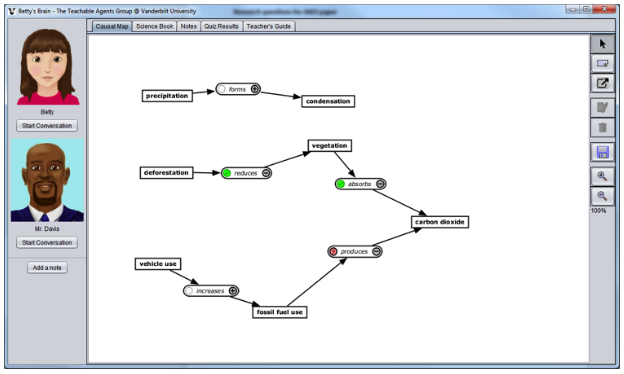 Betty's Brain - The Teachable Agents Group @ Vanderbilt University
Causal Map Science Book Notes Quiz Results Teacher's Guide
Betty
Start Conversation
Mr. Davis
Start Conversation
Add a note
precipitation
forms
condensation
vegetation
deforestation
reduces
absorbs
carbon dioxide
produces
vehicle use
increases
fossil fuel use
100%